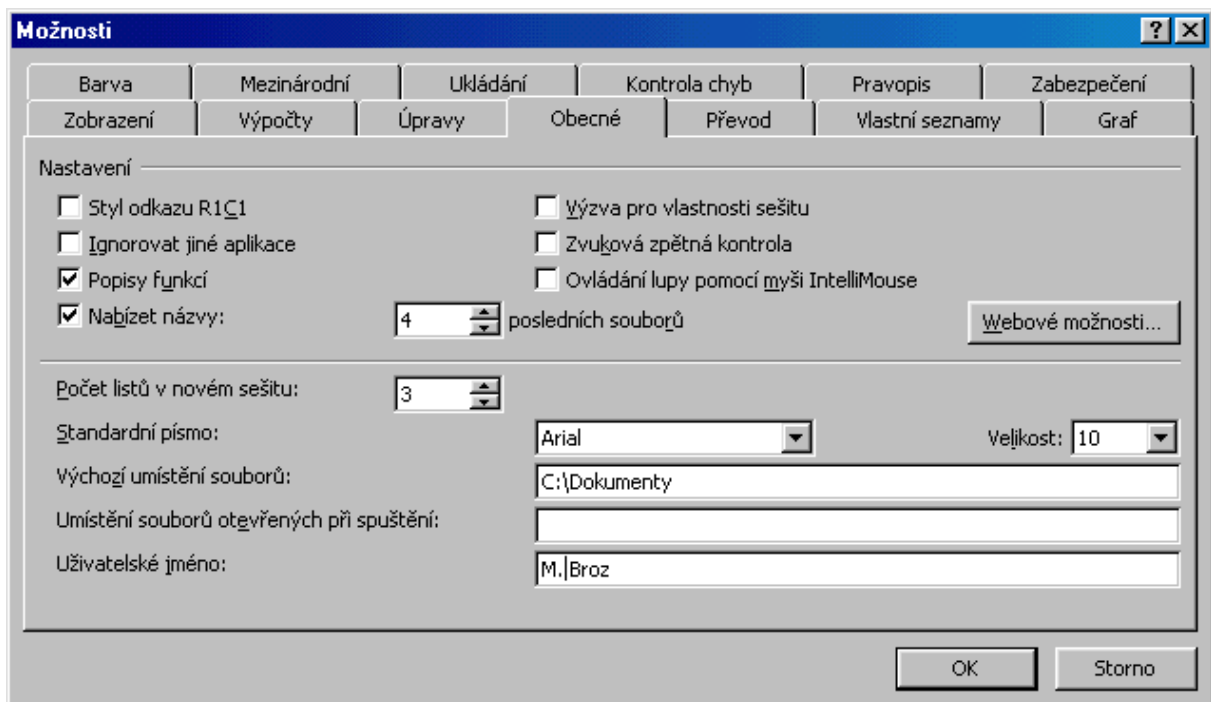 Možnosti
Barva Mezinárodní Ukládání Kontrola chyb Pravopis Zabezpečení
Zobrazení Výpočty Úpravy Obecné Převod Vlastní seznamy Graf
Nastavení
Styl odkazu R1C1 Výzva pro vlastnosti sešitu
Ignorovat jiné aplikace Zvuková zpětná kontrola
Popisy funkcí Ovládání lupy pomocí myši IntelliMouse
Nabízet názvy: 4 posledních souborů Webové možnosti...
Počet listů v novém sešitu: 3
Standardní písmo: Arial Velikost: 10
Výchozí umístění souborů: C:\Dokumenty
Umístění souborů otevřených při spuštění:
Uživatelské jméno: M. Broz
OK Storno